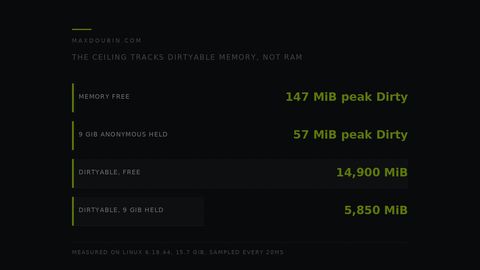 MAXDOURIN.COM
THE CEILING TRACKS DIRTYABLE MEMORY, NOT RAM
MEMORY FREE
147 MiB peak Dirty
9 GIB ANONYMOUS HELD
57 MiB peak Dirty
DIRTYABLE, FREE
14,900 MiB
DIRTYABLE, 9 GIB HELD
5,850 MiB
MEASURED ON LINUX 6.18.44, 15.7 GIB, SAMPLED EVERY 20MS